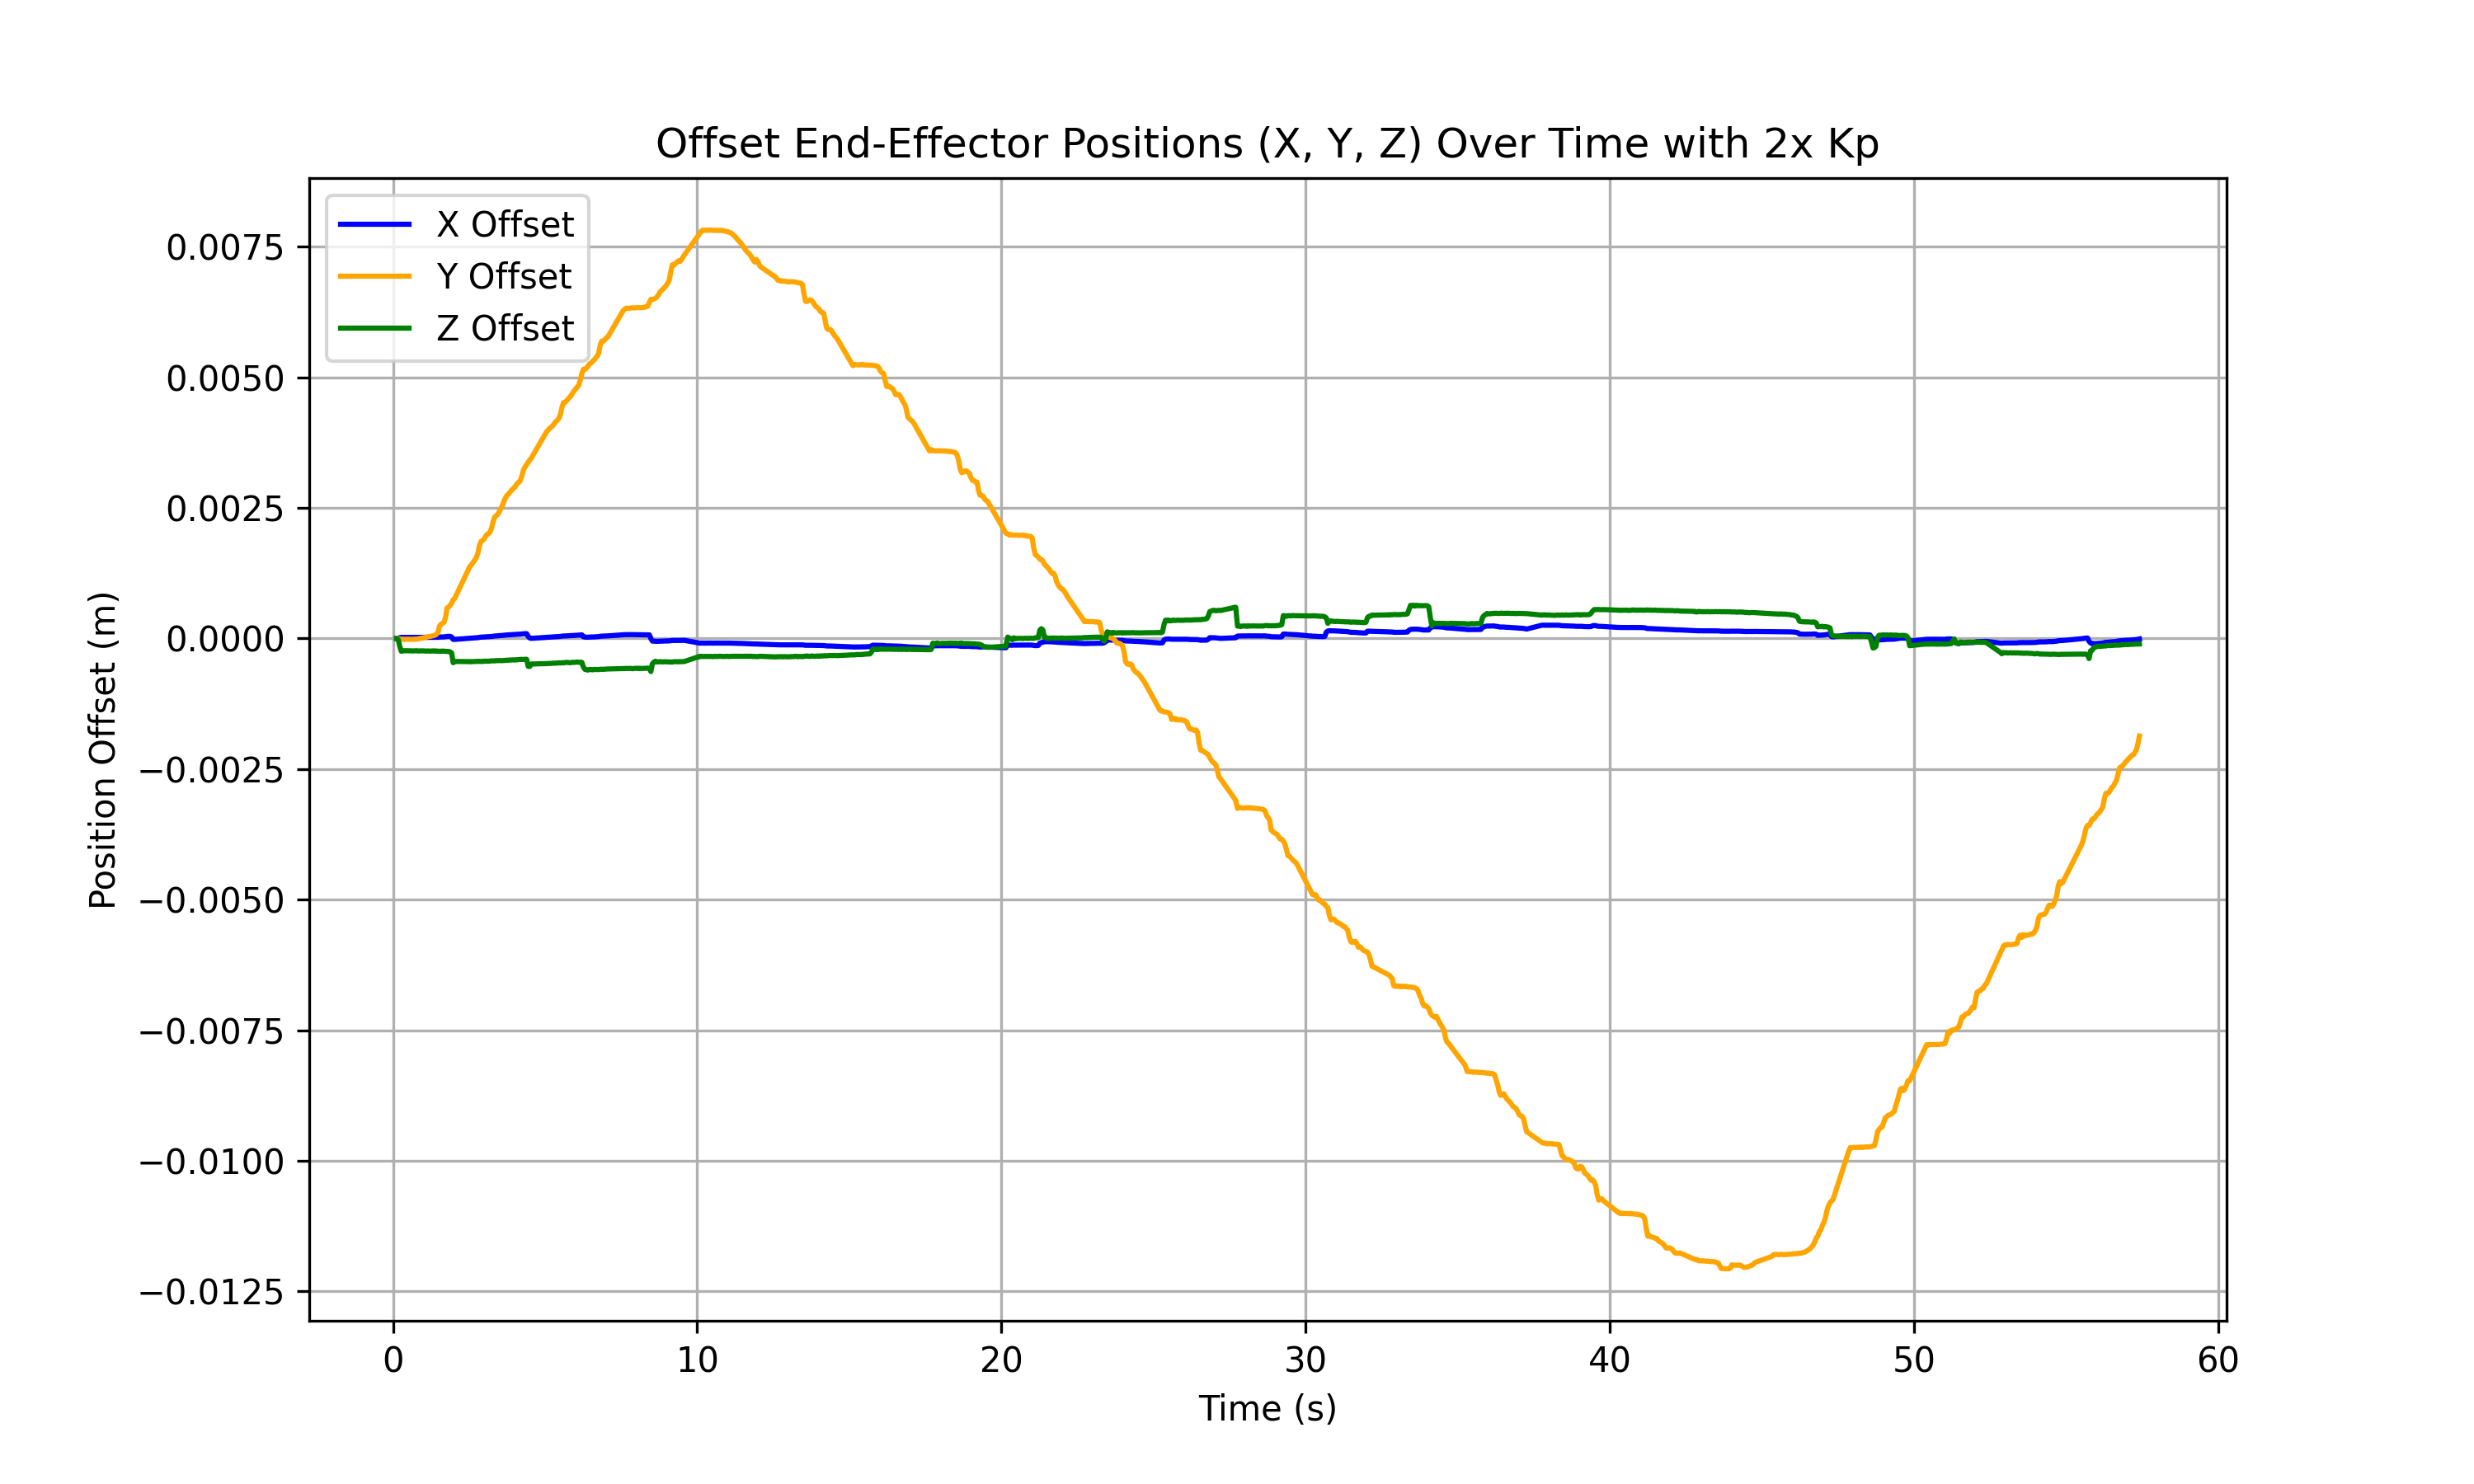 Offset End-Effector Positions (X, Y, Z) Over Time with 2x Kp
X Offset
Y Offset
Z Offset
Position Offset (m)
0.0075
0.0050
0.0025
0.0000
−0.0025
−0.0050
−0.0075
−0.0100
−0.0125
0 10 20 30 40 50 60
Time (s)